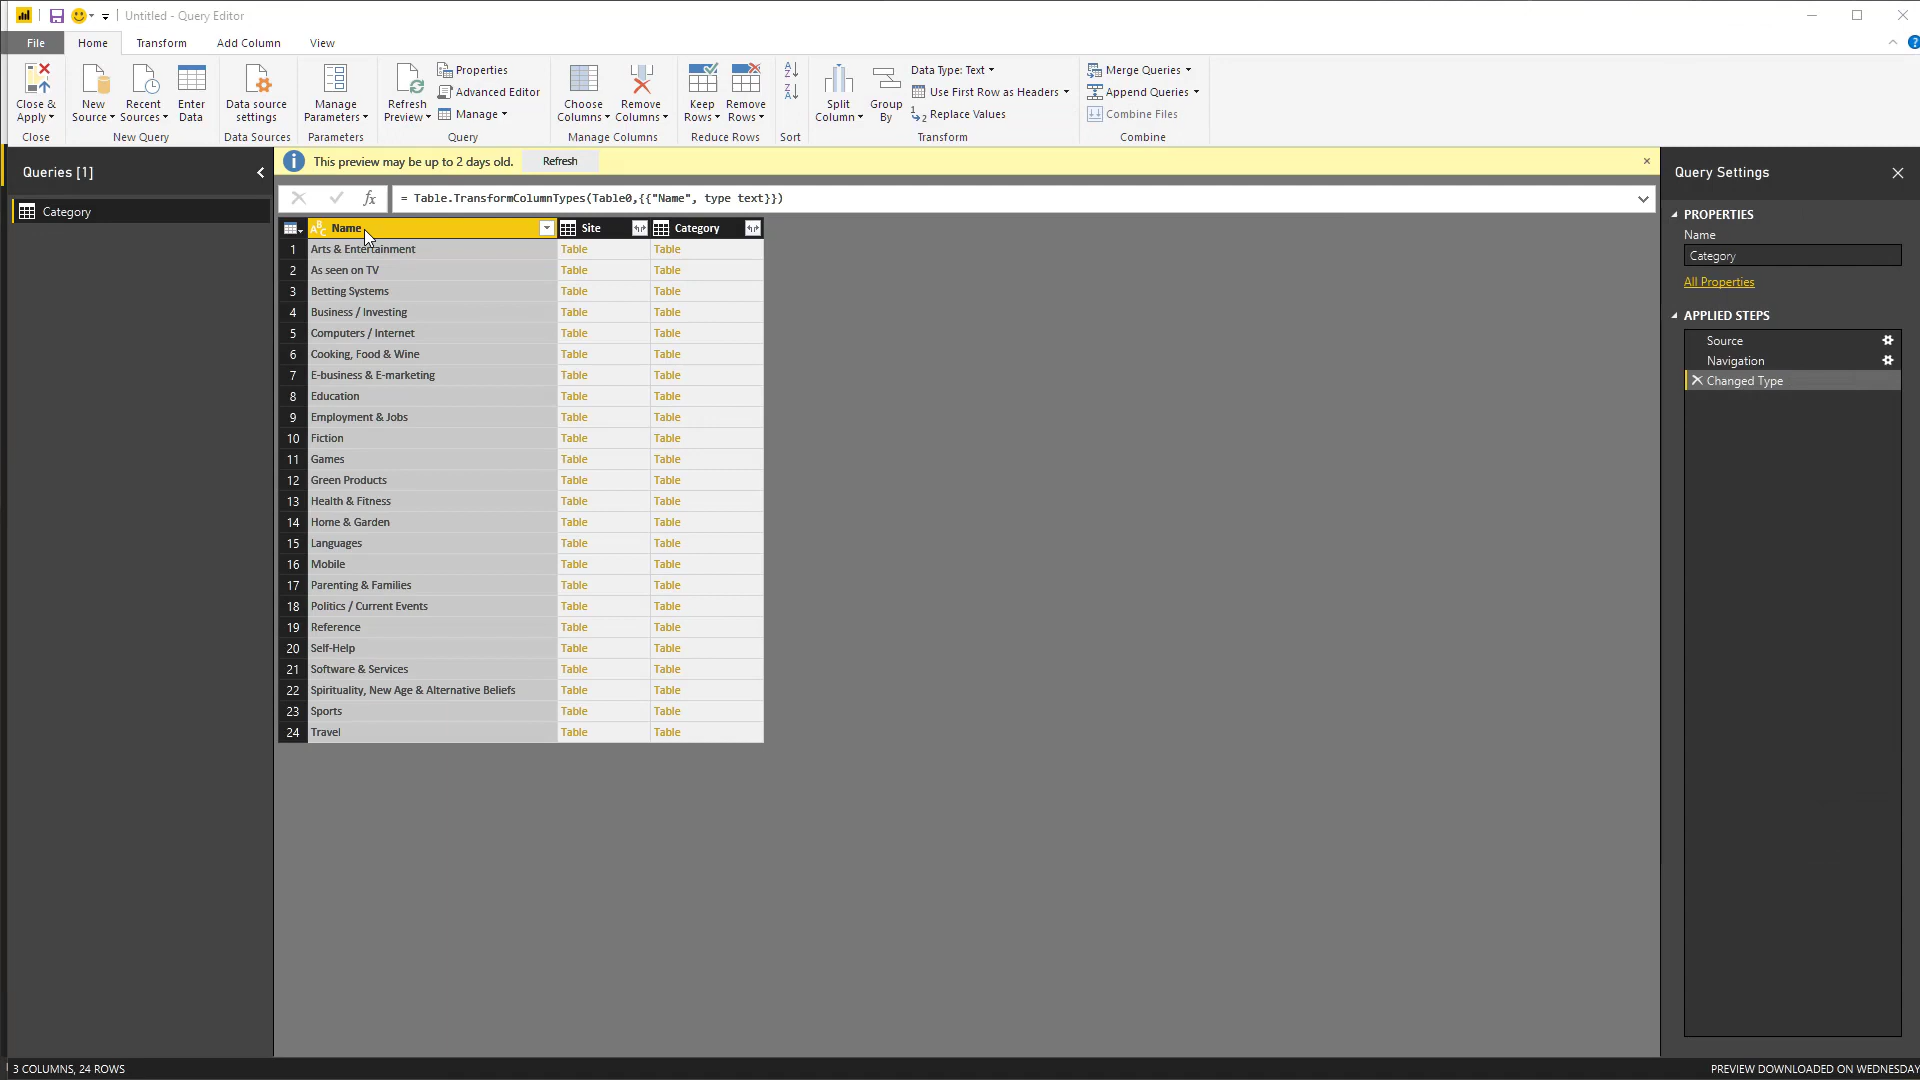 Untitled - Query Editor
File Home Transform Add Column View
Close & Apply
New Source
Recent Sources
Enter Data
Data source settings
Manage Parameters
Refresh Preview
Properties
Advanced Editor
Manage
Choose Columns
Remove Columns
Keep Rows
Remove Rows
Split Column
Group By
Data Type: Text
Use First Row as Headers
Replace Values
Merge Queries
Append Queries
Combine Files
Close New Query Data Sources Parameters Query Manage Columns Reduce Rows Sort Transform Combine
Queries [1]
Category
This preview may be up to 2 days old. Refresh
= Table.TransformColumnTypes(Table0,{{"Name", type text}})
Name Site Category
1 Arts & Entertainment Table Table
2 As seen on TV Table Table
3 Betting Systems Table Table
4 Business / Investing Table Table
5 Computers / Internet Table Table
6 Cooking, Food & Wine Table Table
7 E-business & E-marketing Table Table
8 Education Table Table
9 Employment & Jobs Table Table
10 Fiction Table Table
11 Games Table Table
12 Green Products Table Table
13 Health & Fitness Table Table
14 Home & Garden Table Table
15 Languages Table Table
16 Mobile Table Table
17 Parenting & Families Table Table
18 Politics / Current Events Table Table
19 Reference Table Table
20 Self-Help Table Table
21 Software & Services Table Table
22 Spirituality, New Age & Alternative Beliefs Table Table
23 Sports Table Table
24 Travel Table Table
Query Settings
PROPERTIES
Name
Category
All Properties
APPLIED STEPS
Source
Navigation
Changed Type
3 COLUMNS, 24 ROWS
PREVIEW DOWNLOADED ON WEDNESDAY